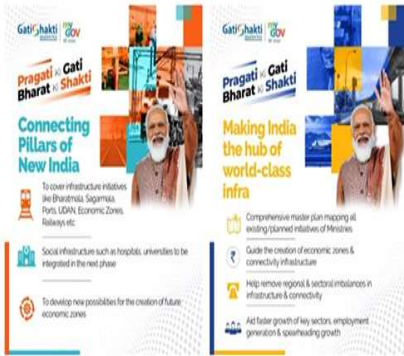 GatiShakti
my
GOV
Pragati Ki Gati
Bharat Ki Shakti
Connecting
Pillars of
New India
To cover infrastructure initiatives
like Bharatmala, Sagarmala,
Ports, UDAN, Economic Zones,
Railways etc
Social infrastructure such as hospitals, universities to be
integrated in the next phase
To develop new possibilities for the creation of future
economic zones
GatiShakti
my
GOV
Pragati Ki Gati
Bharat Ki Shakti
Making India
the hub of
world-class
infra
Comprehensive master plan mapping all
existing/planned initiatives of Ministries
₹
Guide the creation of economic zones &
connectivity infrastructure
Help remove regional & sectoral imbalances in
infrastructure & connectivity
Aid faster growth of key sectors, employment
generation & spearheading growth